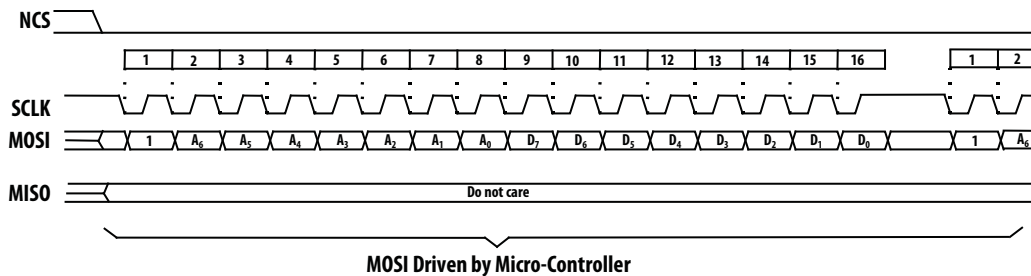 NCS
1 2 3 4 5 6 7 8 9 10 11 12 13 14 15 16 1 2
SCLK
MOSI 1 A6 A5 A4 A3 A2 A1 A0 D7 D6 D5 D4 D3 D2 D1 D0 1 A6
MISO Do not care
MOSI Driven by Micro-Controller